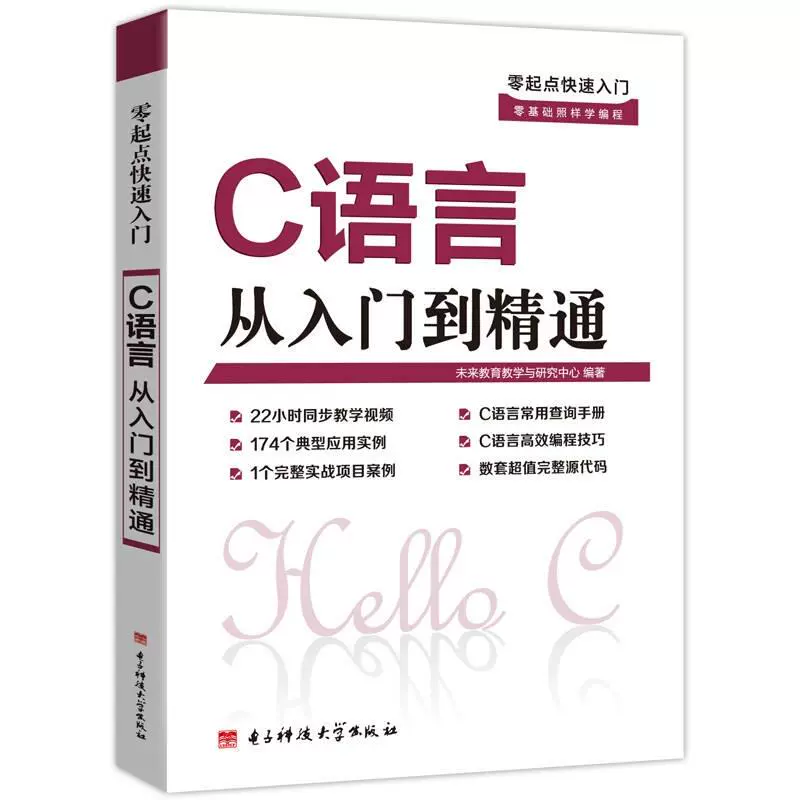 零起点快速入门
C语言 从入门到精通
电子科技大学出版社
零起点快速入门
零基础照样学编程
C语言
从入门到精通
未来教育教学与研究中心 编著
22小时同步教学视频
174个典型应用实例
1个完整实战项目案例
C语言常用查询手册
C语言高效编程技巧
数套超值完整源代码
Hello C
电子科技大学出版社